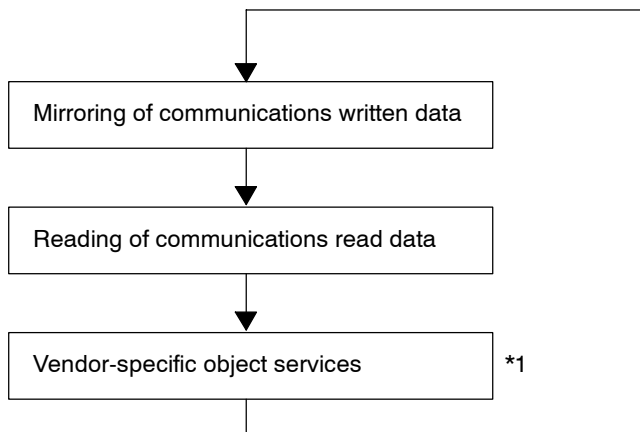 Mirroring of communications written data
Reading of communications read data
Vendor-specific object services
*1